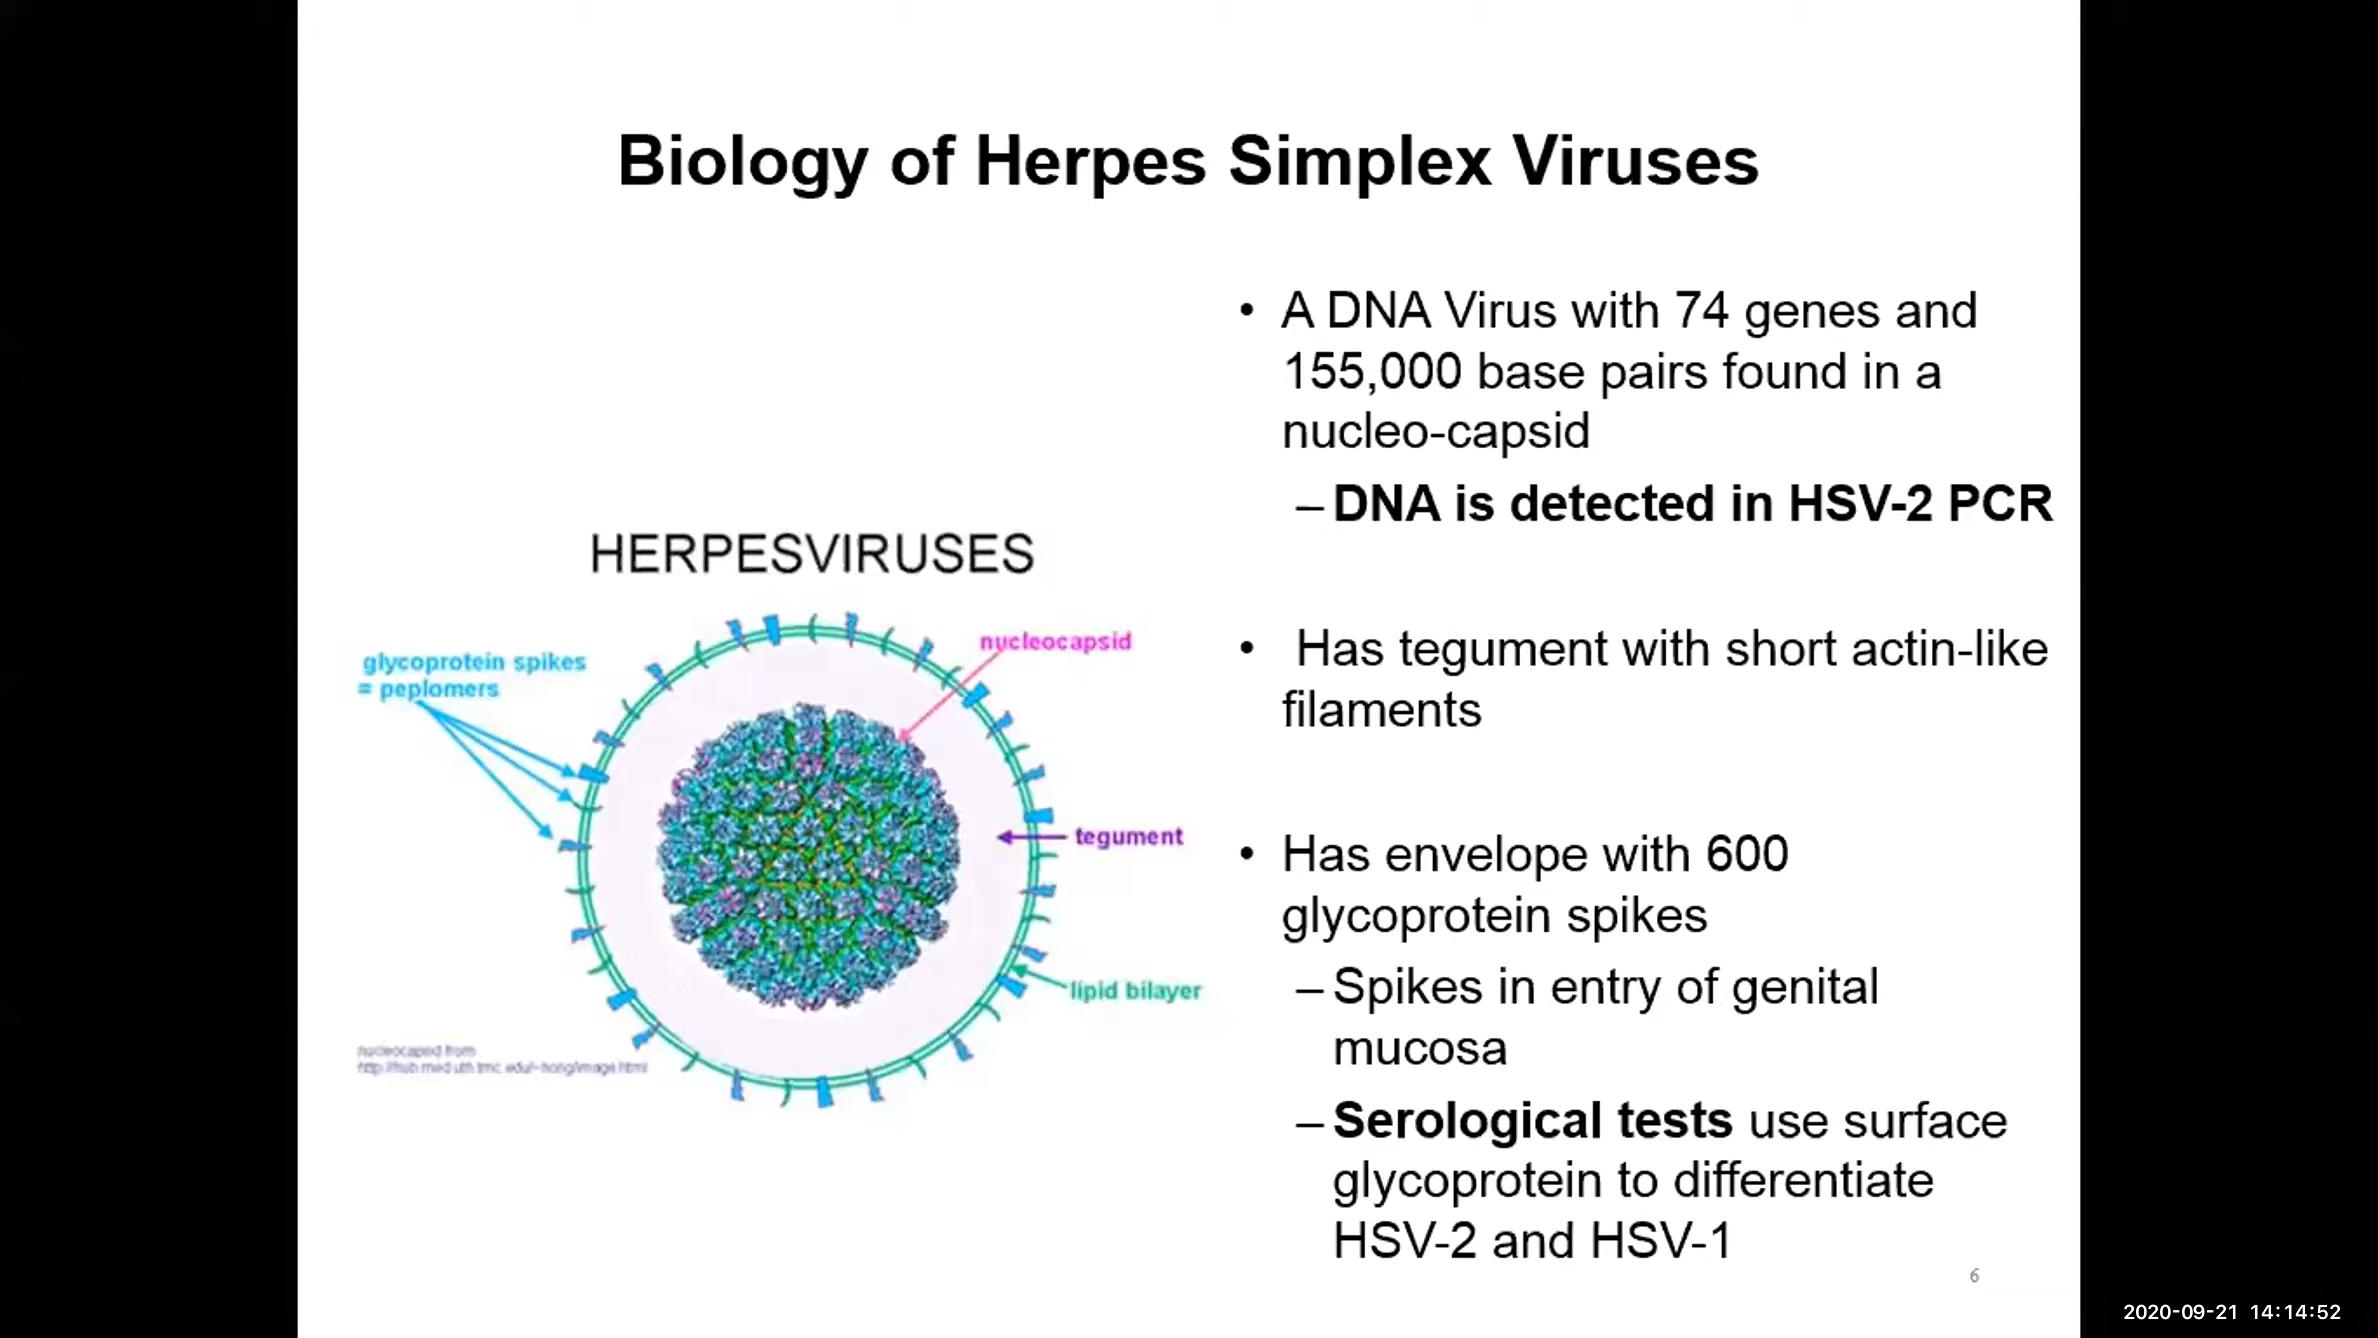 Biology of Herpes Simplex Viruses
• A DNA Virus with 74 genes and
155,000 base pairs found in a
nucleo-capsid
– DNA is detected in HSV-2 PCR
• Has tegument with short actin-like
filaments
• Has envelope with 600
glycoprotein spikes
– Spikes in entry of genital
mucosa
– Serological tests use surface
glycoprotein to differentiate
HSV-2 and HSV-1
HERPESVIRUSES
glycoprotein spikes
= peplomers
nucleocapsid
tegument
lipid bilayer
nucleocapsid from
6
2020-09-21 14:14:52